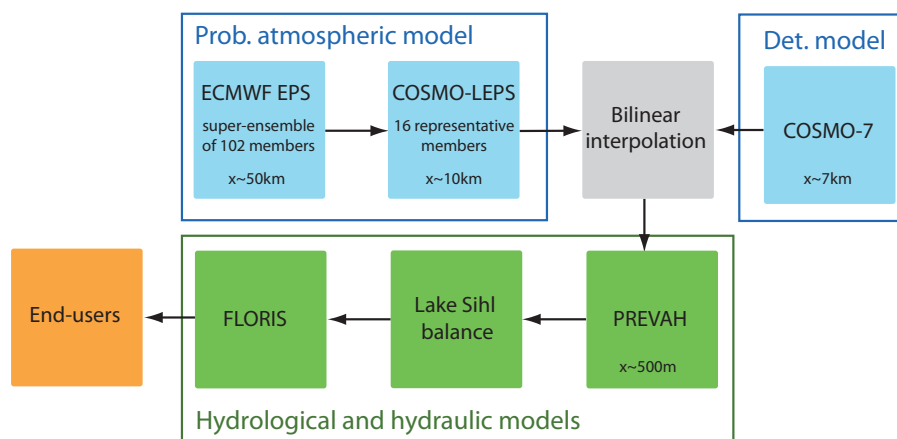 Prob. atmospheric model
Det. model
ECMWF EPS
super-ensemble
of 102 members
x~50km
COSMO-LEPS
16 representative
members
x~10km
Bilinear
interpolation
COSMO-7
x~7km
End-users
FLORIS
Lake Sihl
balance
PREVAH
x~500m
Hydrological and hydraulic models